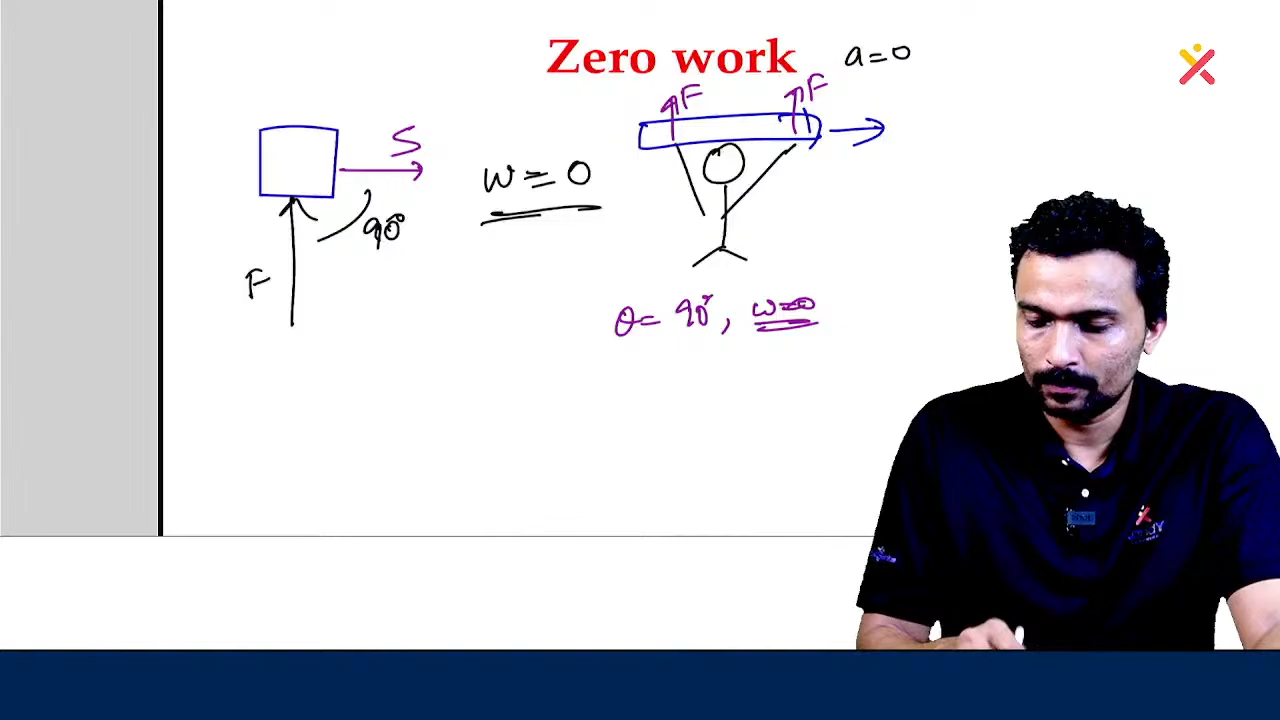 Zero work
a=0
F F
S
W = 0
90°
F
θ = 90°, W=0